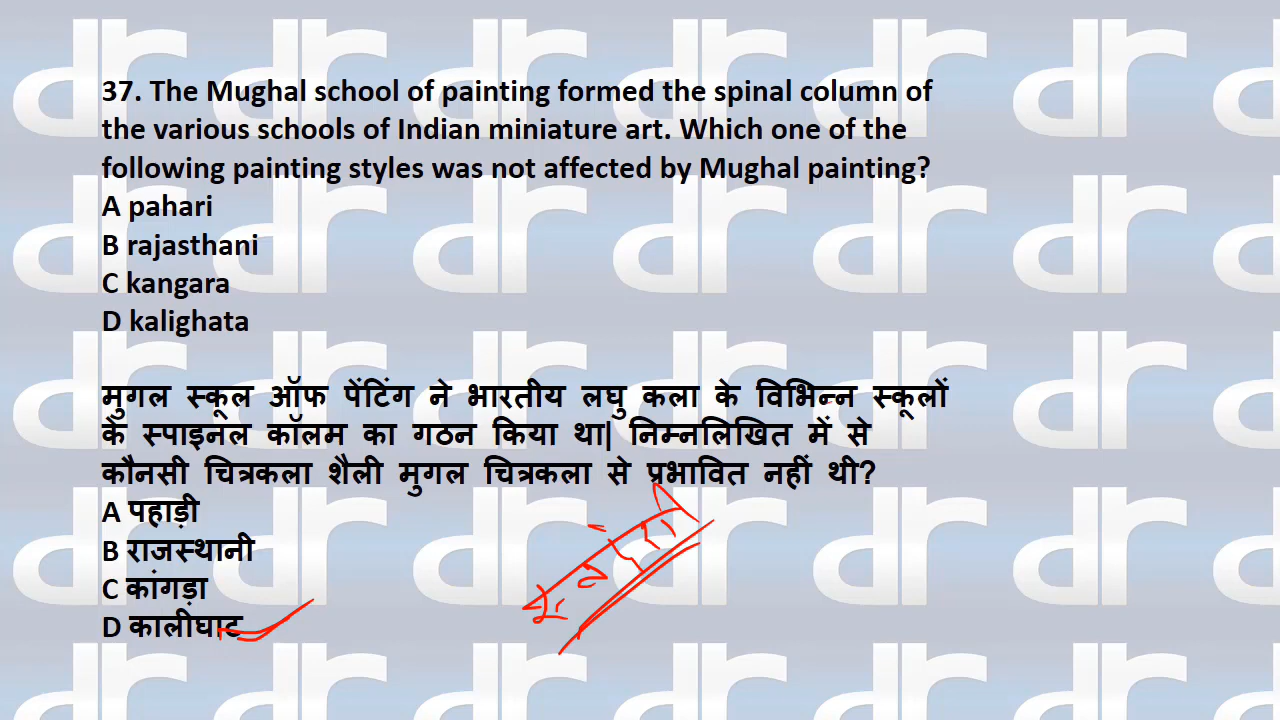 37. The Mughal school of painting formed the spinal column of
the various schools of Indian miniature art. Which one of the
following painting styles was not affected by Mughal painting?
A pahari
B rajasthani
C kangara
D kalighata
मुगल स्कूल ऑफ पेंटिंग ने भारतीय लघु कला के विभिन्न स्कूलों
के स्पाइनल कॉलम का गठन किया था| निम्नलिखित में से
कौनसी चित्रकला शैली मुगल चित्रकला से प्रभावित नहीं थी?
A पहाड़ी
B राजस्थानी
C कांगड़ा
D कालीघाट